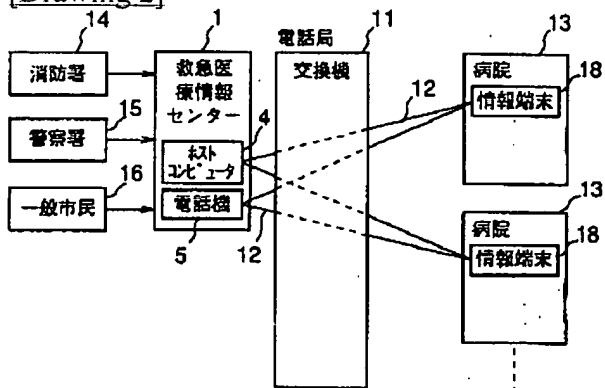 [Drawing 2]
14
消防署
15
警察署
16
一般市民
1
救急医
療情報
センター
4
ホスト
コンピュータ
電話機
5
12
電話局
11
交換機
12
13
病院
18
情報端末
13
病院
18
情報端末